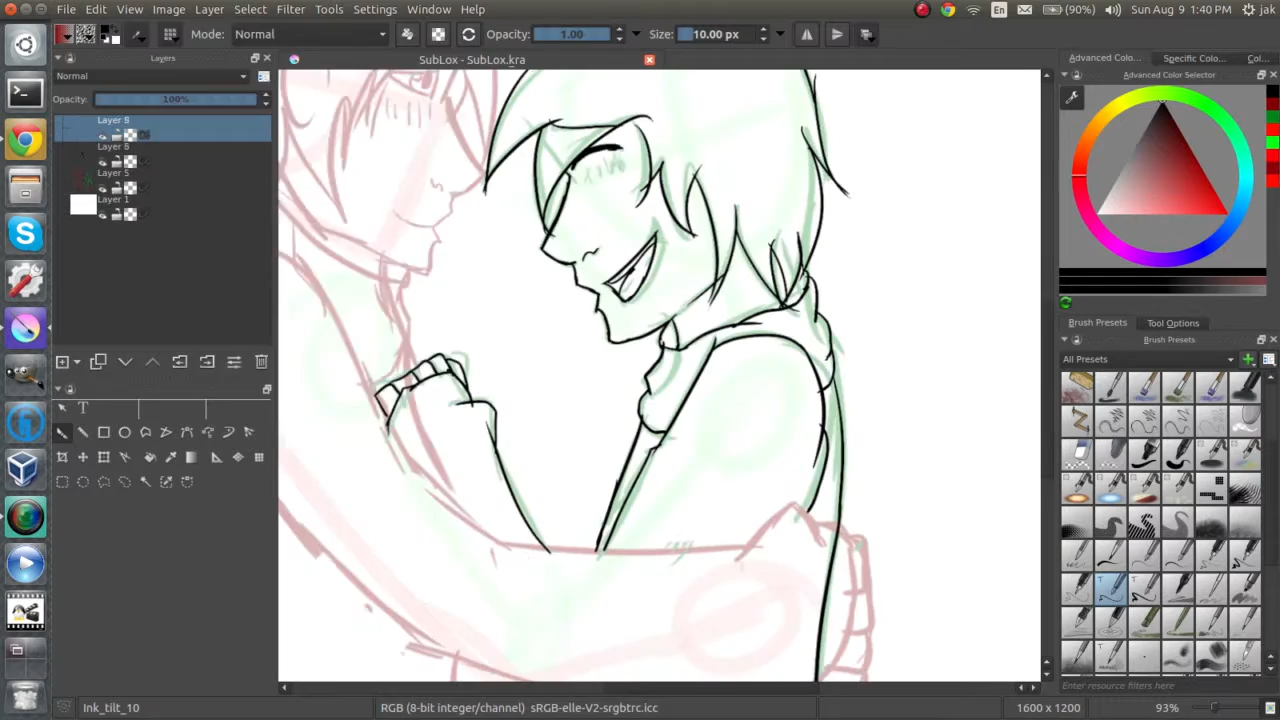 File Edit View Image Layer Select Filter Tools Settings Window Help
En (90%) Sun Aug 9 1:40 PM jak
Mode: Normal Opacity: 1.00 Size: 10.00 px
Layers
SubLox - SubLox.kra
Advanced Colo... Specific Colo... Col...
Normal
Advanced Color Selector
Opacity: 100%
Layer 8
Layer 6
Layer 5
Layer 1
Brush Presets Tool Options
Brush Presets
All Presets
T
Enter resource filters here
Ink_tilt_10
RGB (8-bit integer/channel) sRGB-elle-V2-srgbtrc.icc
1600 x 1200
93%